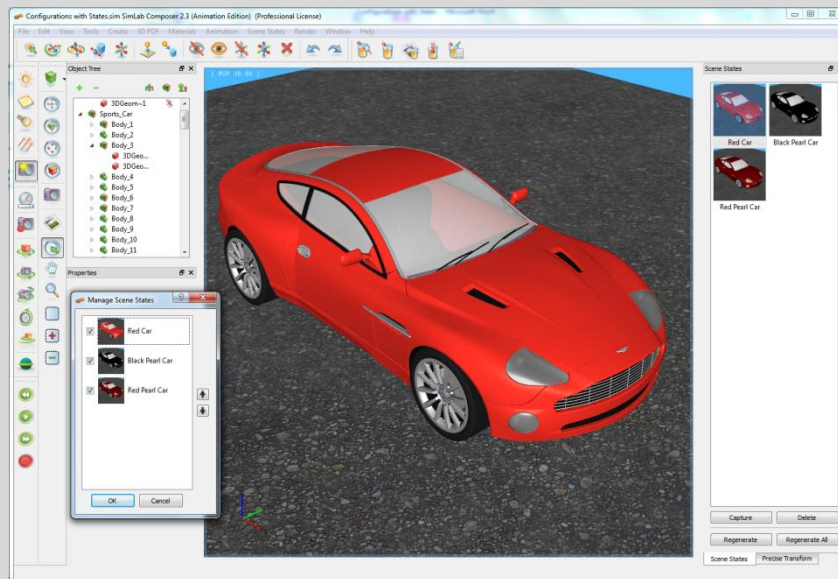 Configurations with States.sim SimLab Composer 2.3 (Animation Edition) (Professional License)
File Edit View Tools Create 3D PDF Materials Animation Scene States Render Window Help
Object Tree
3DGeom~1
Sports_Car
Body_1
Body_2
Body_3
3DGeo...
3DGeo...
Body_4
Body_5
Body_6
Body_7
Body_8
Body_9
Body_10
Body_11
Properties
Manage Scene States
Red Car
Black Pearl Car
Red Pearl Car
OK Cancel
Scene States
Red Car Black Pearl Car
Red Pearl Car
Capture Delete
Regenerate Regenerate All
Scene States Precise Transform